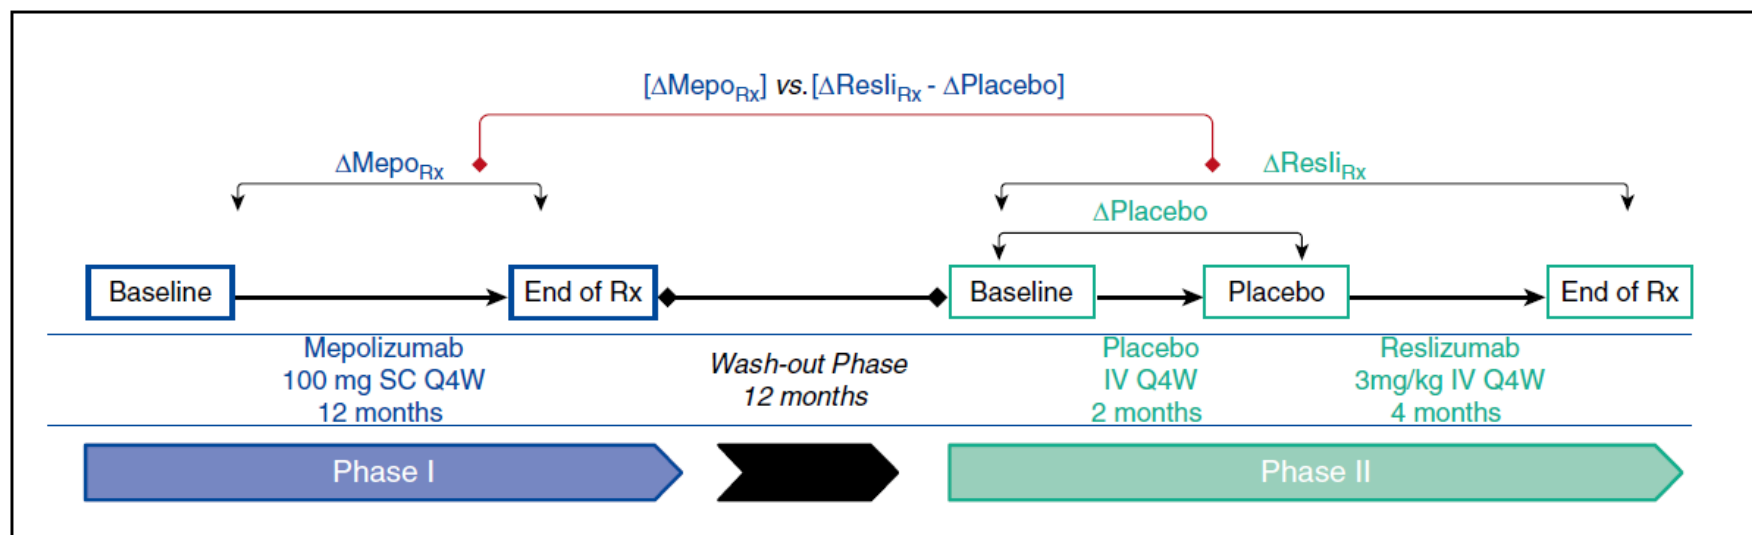 [ΔMepoRx] vs.[ΔResliRx - ΔPlacebo]
ΔMepoRx
ΔResliRx
ΔPlacebo
Baseline
End of Rx
Baseline
Placebo
End of Rx
Mepolizumab
100 mg SC Q4W
12 months
Wash-out Phase
12 months
Placebo
IV Q4W
2 months
Reslizumab
3mg/kg IV Q4W
4 months
Phase I
Phase II